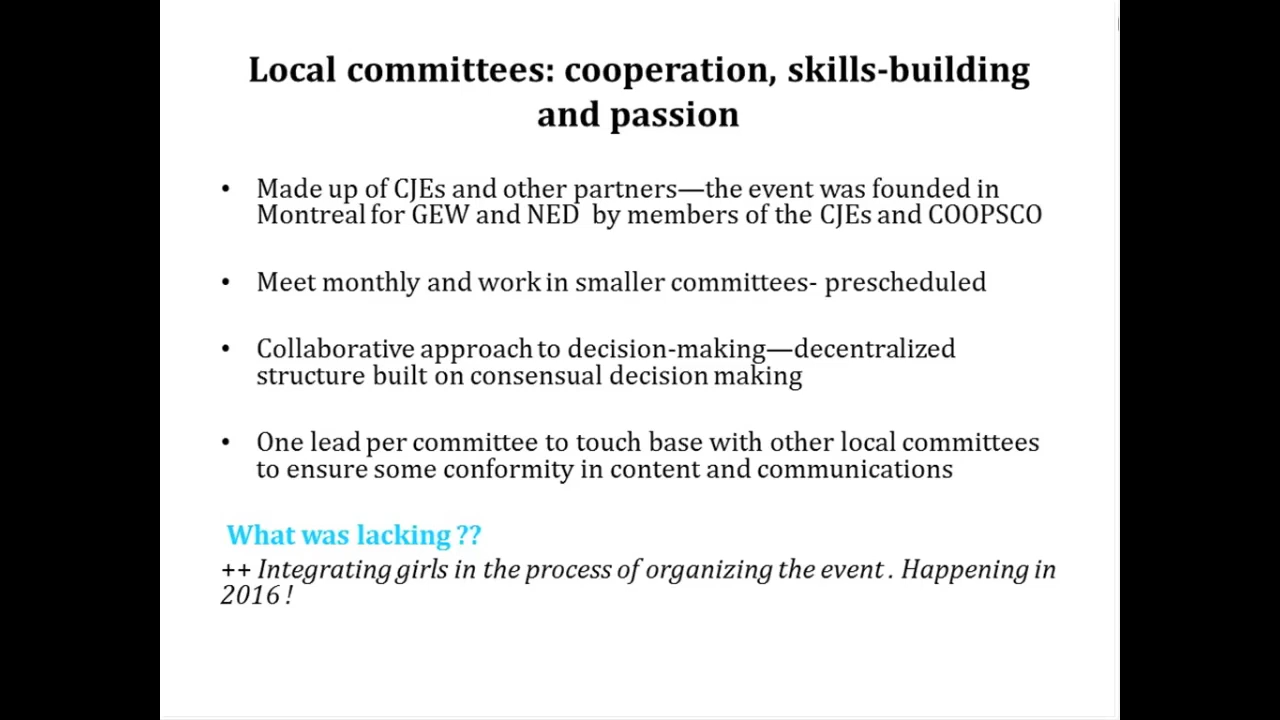 Local committees: cooperation, skills-building
and passion
• Made up of CJEs and other partners—the event was founded in
Montreal for GEW and NED by members of the CJEs and COOPSCO
• Meet monthly and work in smaller committees- prescheduled
• Collaborative approach to decision-making—decentralized
structure built on consensual decision making
• One lead per committee to touch base with other local committees
to ensure some conformity in content and communications
What was lacking ??
++ Integrating girls in the process of organizing the event . Happening in
2016 !